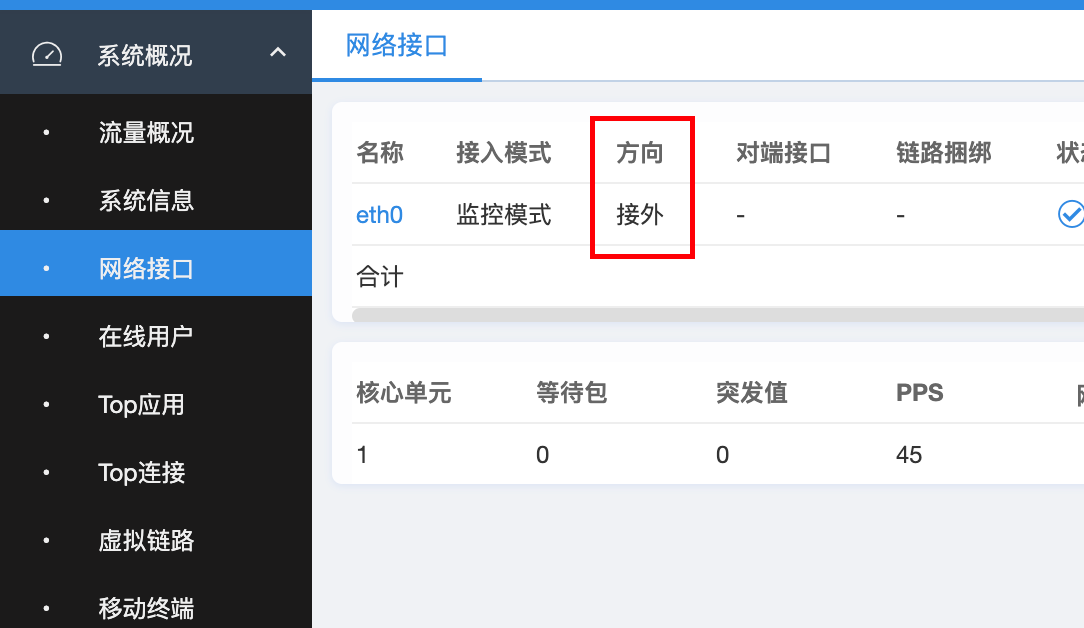 系统概况
流量概况
系统信息
网络接口
在线用户
Top应用
Top连接
虚拟链路
移动终端
网络接口
名称 接入模式 方向 对端接口 链路捆绑
eth0 监控模式 接外 - -
合计
核心单元 等待包 突发值 PPS
1 0 0 45